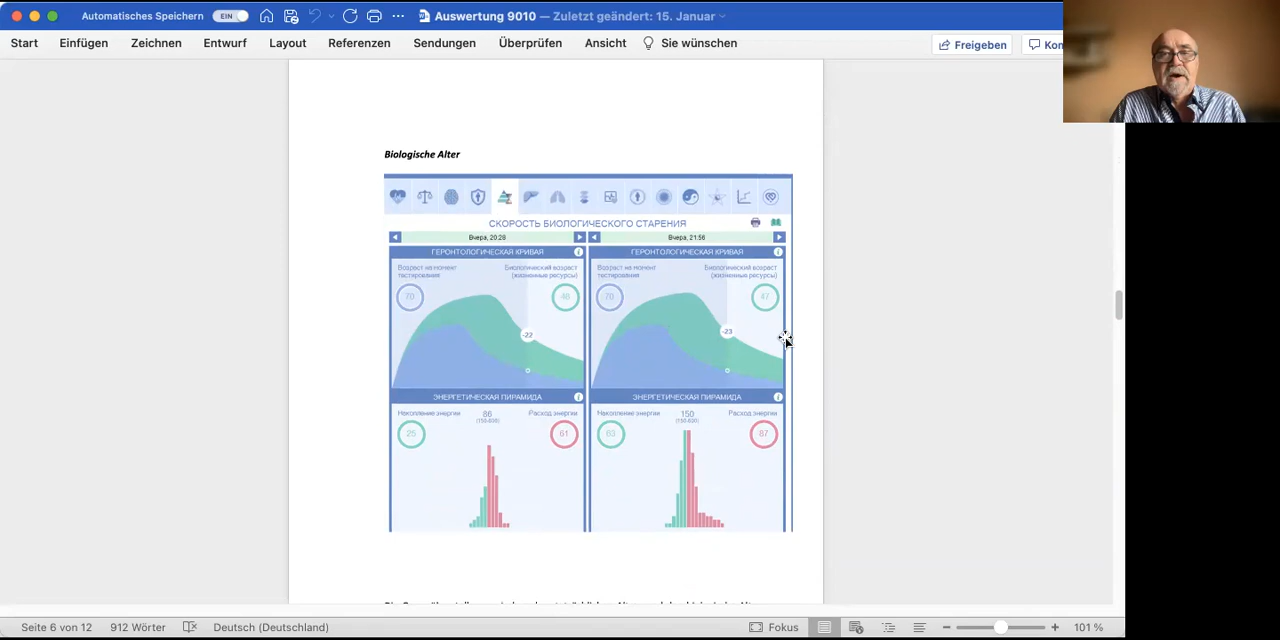 Automatisches Speichern EIN ... Auswertung 9010 — Zuletzt geändert: 15. Januar
Start Einfügen Zeichnen Entwurf Layout Referenzen Sendungen Überprüfen Ansicht Sie wünschen Freigeben
Biologische Alter
СКОРОСТЬ БИОЛОГИЧЕСКОГО СТАРЕНИЯ
Вчера, 20:28 Вчера, 21:56
ГЕРОНТОЛОГИЧЕСКАЯ КРИВАЯ ГЕРОНТОЛОГИЧЕСКАЯ КРИВАЯ
Возраст на момент Биологический возраст Возраст на момент Биологический возраст
тестирования (жизненные ресурсы) тестирования (жизненные ресурсы)
70 48 70 47
-22 -23
ЭНЕРГЕТИЧЕСКАЯ ПИРАМИДА ЭНЕРГЕТИЧЕСКАЯ ПИРАМИДА
Накопление энергии 86 Расход энергии Накопление энергии 150 Расход энергии
25 61 63 87
Seite 6 von 12 912 Wörter Deutsch (Deutschland) Fokus 101 %